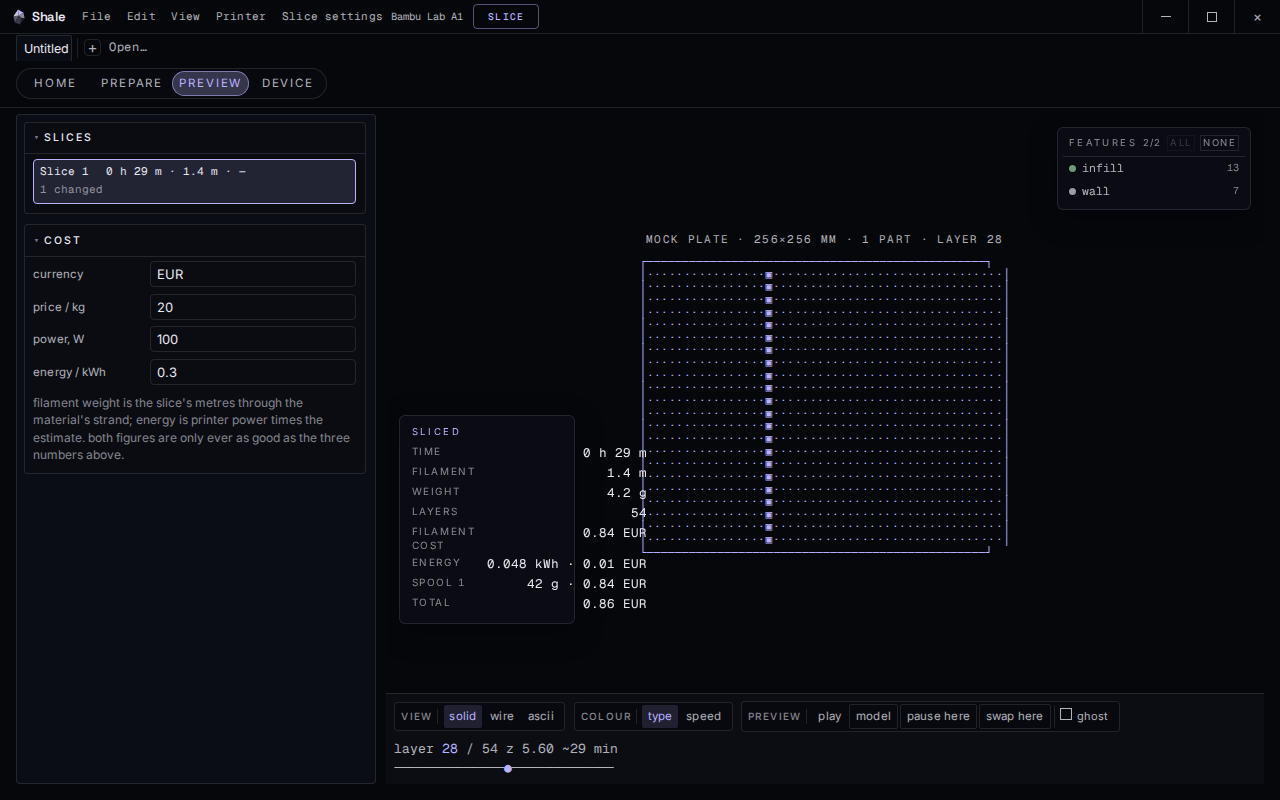 Shale File Edit View Printer Slice settings Bambu Lab A1 SLICE
Untitled + Open…
HOME PREPARE PREVIEW DEVICE
SLICES
Slice 1 0 h 29 m · 1.4 m · —
1 changed
COST
currency EUR
price / kg 20
power, W 100
energy / kWh 0.3
filament weight is the slice's metres through the
material's strand; energy is printer power times the
estimate. both figures are only ever as good as the three
numbers above.
FEATURES 2/2 ALL NONE
infill 13
wall 7
MOCK PLATE · 256×256 MM · 1 PART · LAYER 28
SLICED
TIME 0 h 29 m
FILAMENT 1.4 m
WEIGHT 4.2 g
LAYERS 54
FILAMENT COST 0.84 EUR
ENERGY 0.048 kWh · 0.01 EUR
SPOOL 1 42 g · 0.84 EUR
TOTAL 0.86 EUR
VIEW solid wire ascii COLOUR type speed PREVIEW play model pause here swap here ghost
layer 28 / 54 z 5.60 ~29 min